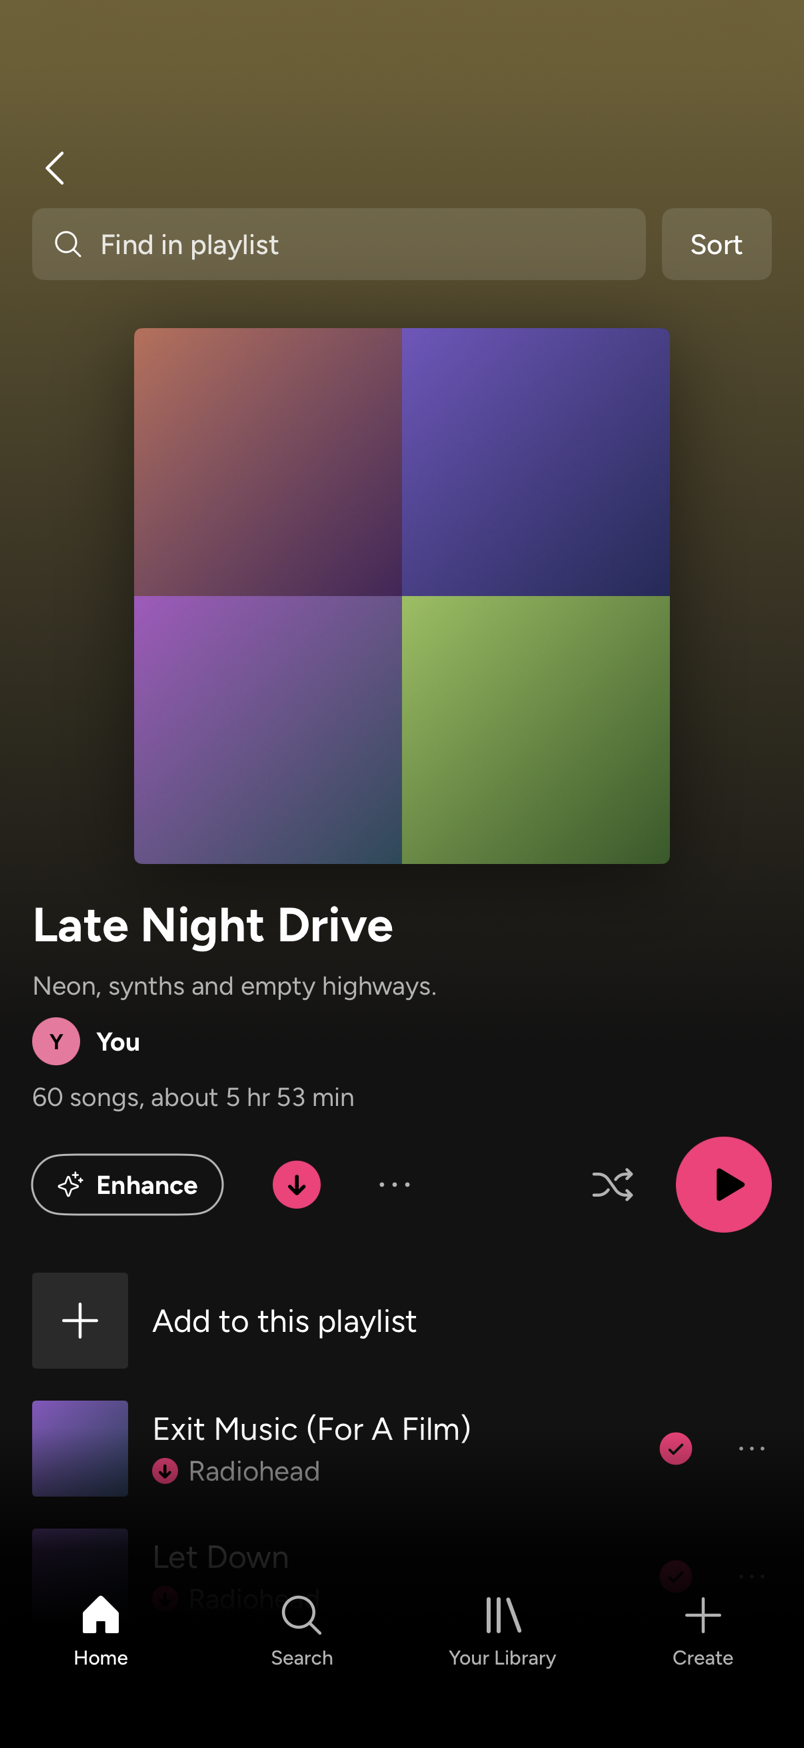 Find in playlist
Sort
Late Night Drive
Neon, synths and empty highways.
Y
You
60 songs, about 5 hr 53 min
Enhance
Add to this playlist
Exit Music (For A Film)
Radiohead
Let Down
Radiohead
Home
Search
Your Library
Create